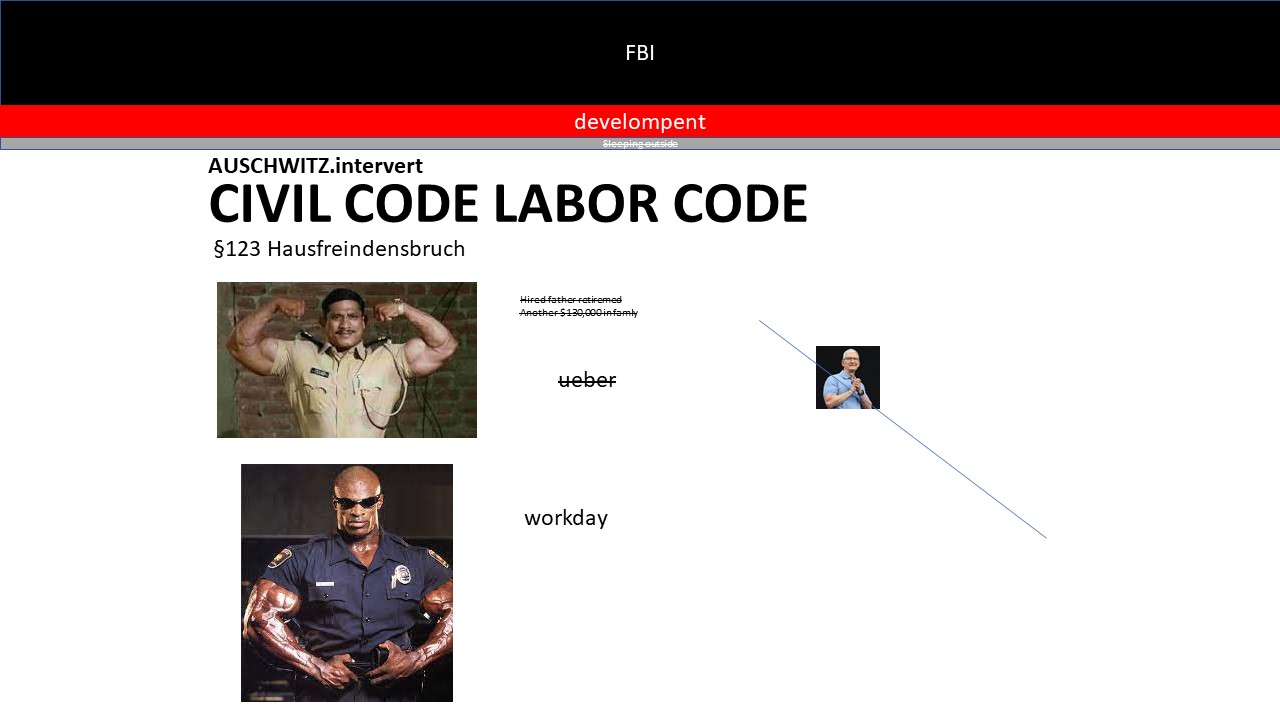 FBI
develompent
Sleeping outside
AUSCHWITZ.intervert
CIVIL CODE LABOR CODE
§123 Hausfreindensbruch
Hired father retiremed
Another $130,000 in famly
ueber
workday